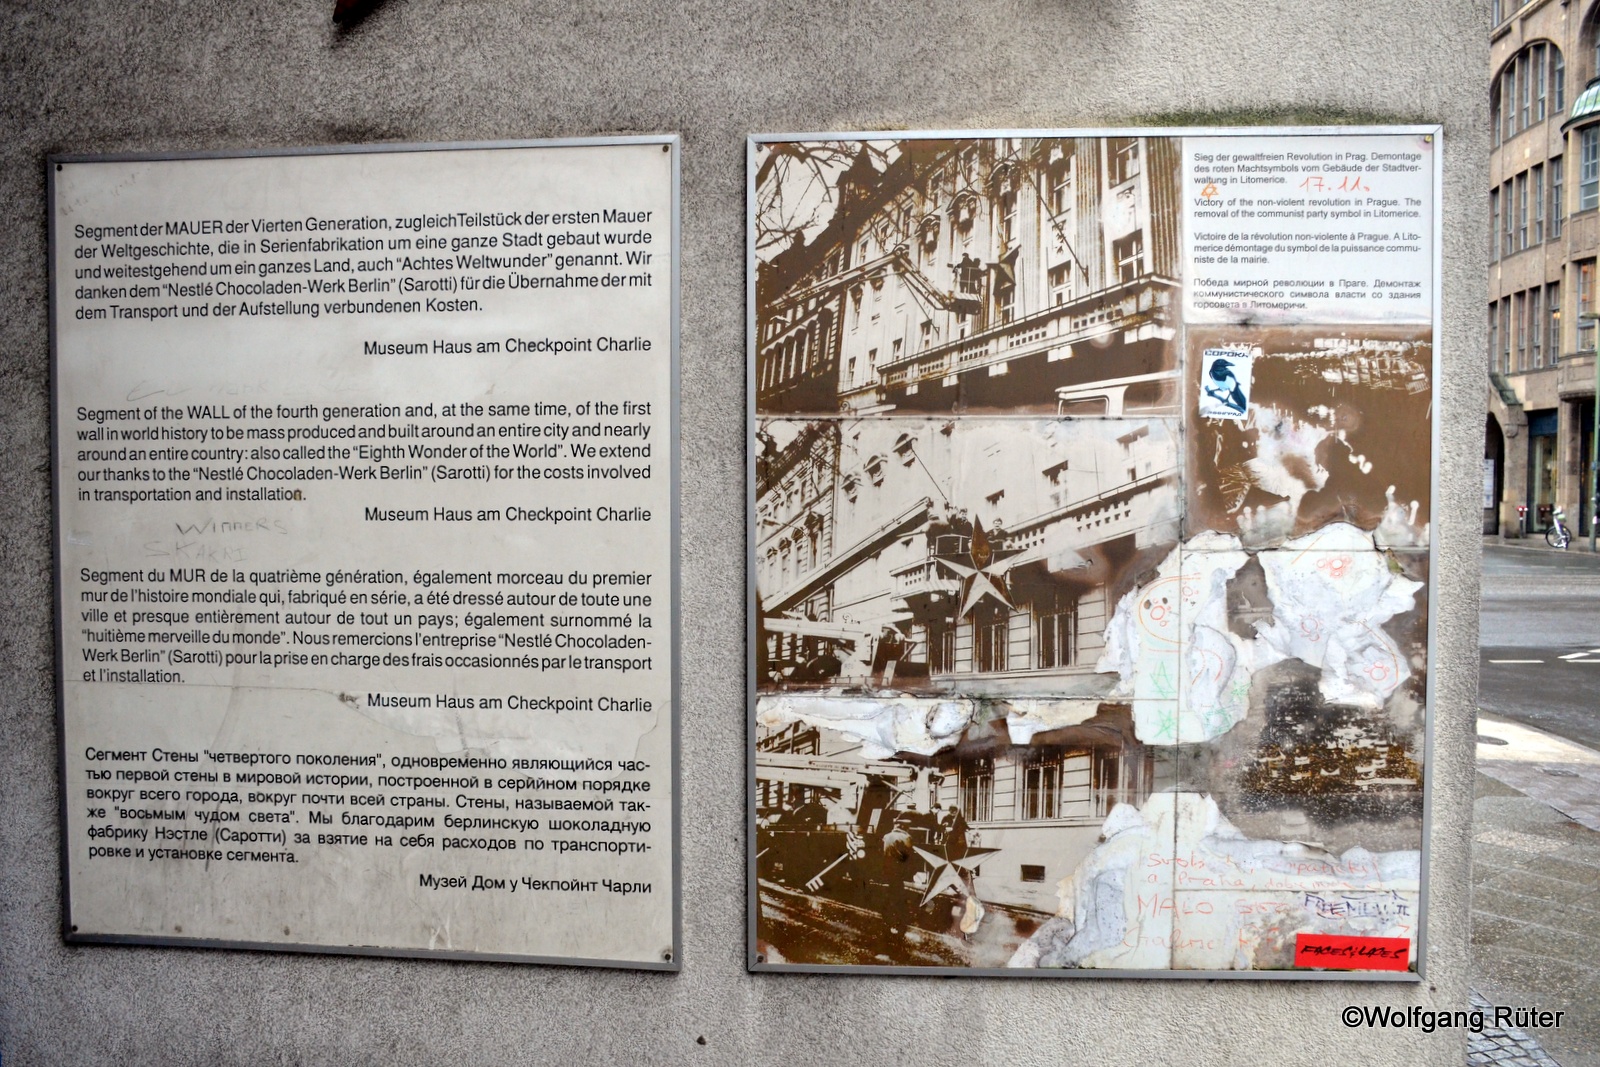 Segment der MAUER der Vierten Generation, zugleich Teilstück der ersten Mauer
der Weltgeschichte, die in Serienfabrikation um eine ganze Stadt gebaut wurde
und weitestgehend um ein ganzes Land, auch “Achtes Weltwunder” genannt. Wir
danken dem “Nestlé Chocoladen-Werk Berlin” (Sarotti) für die Übernahme der mit
dem Transport und der Aufstellung verbundenen Kosten.
Museum Haus am Checkpoint Charlie
Segment of the WALL of the fourth generation and, at the same time, of the first
wall in world history to be mass produced and built around an entire city and nearly
around an entire country: also called the “Eighth Wonder of the World”. We extend
our thanks to the “Nestlé Chocoladen-Werk Berlin” (Sarotti) for the costs involved
in transportation and installation.
Museum Haus am Checkpoint Charlie
WINNERS
SKAKRI
Segment du MUR de la quatrième génération, également morceau du premier
mur de l'histoire mondiale qui, fabriqué en série, a été dressé autour de toute une
ville et presque entièrement autour de tout un pays; également surnommé la
“huitième merveille du monde”. Nous remercions l'entreprise “Nestlé Chocoladen-
Werk Berlin” (Sarotti) pour la prise en charge des frais occasionnés par le transport
et l'installation.
Museum Haus am Checkpoint Charlie
Сегмент Стены "четвертого поколения", одновременно являющийся час-
тью первой стены в мировой истории, построенной в серийном порядке
вокруг всего города, вокруг почти всей страны. Стены, называемой так-
же "восьмым чудом света". Мы благодарим берлинскую шоколадную
фабрику Нэстле (Саротти) за взятие на себя расходов по транспорти-
ровке и установке сегмента.
Музей Дом у Чекпойнт Чарли
Sieg der gewaltfreien Revolution in Prag. Demontage
des roten Machtsymbols vom Gebäude der Stadtver-
waltung in Litomerice. 17.11.
Victory of the non-violent revolution in Prague. The
removal of the communist party symbol in Litomerice.
Victoire de la révolution non-violente à Prague. A Lito-
merice démontage du symbol de la puissance commu-
niste de la mairie.
Победа мирной революции в Праге. Демонтаж
коммунистического символа власти со здания
горсовета в Литомеричи.
СОРОКА
MALO
FACES&LACES
©Wolfgang Rüter